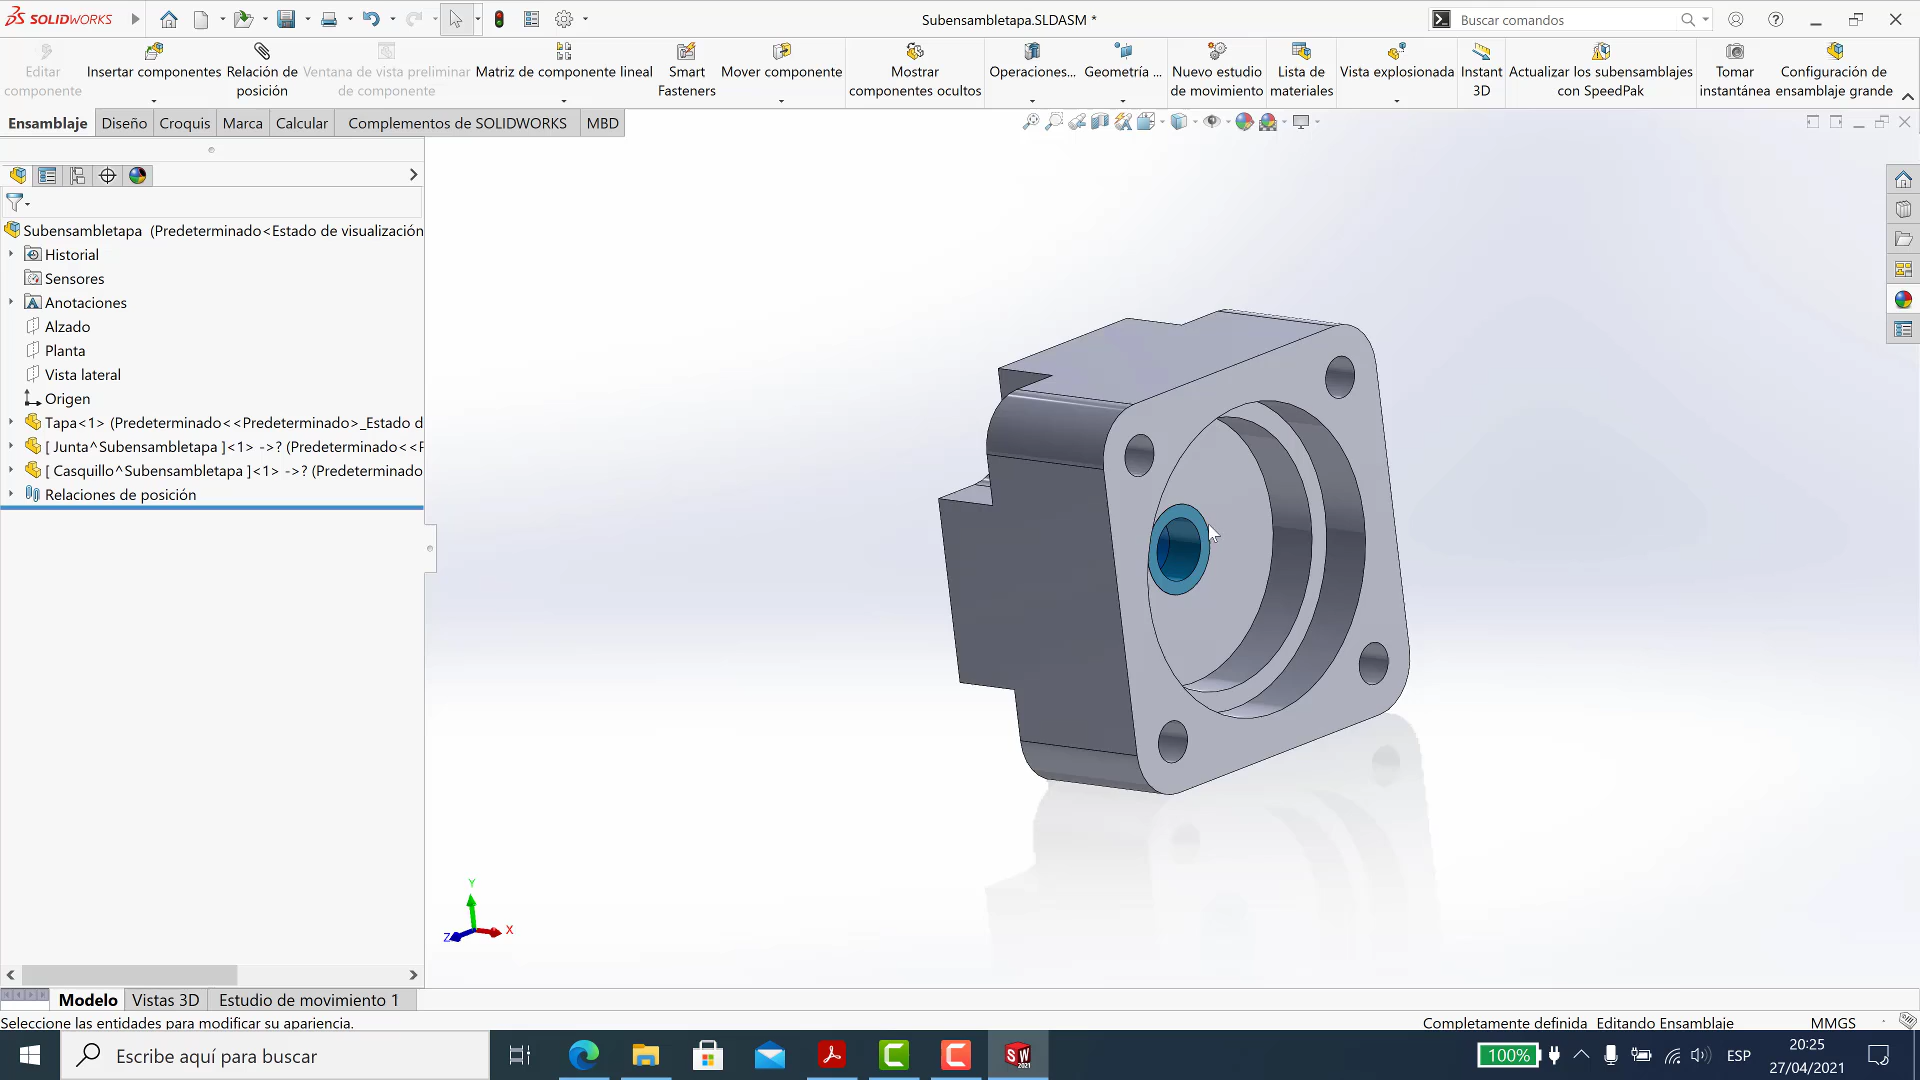 SOLIDWORKS
Subensambletapa.SLDASM *
Buscar comandos
Editar componente
Insertar componentes
Relación de posición
Ventana de vista preliminar de componente
Matriz de componente lineal
Smart Fasteners
Mover componente
Mostrar componentes ocultos
Operaciones...
Geometría ...
Nuevo estudio de movimiento
Lista de materiales
Vista explosionada
Instant 3D
Actualizar los subensamblajes con SpeedPak
Tomar instantánea
Configuración de ensamblaje grande
Ensamblaje
Diseño
Croquis
Marca
Calcular
Complementos de SOLIDWORKS
MBD
Subensambletapa (Predeterminado<Estado de visualización
Historial
Sensores
Anotaciones
Alzado
Planta
Vista lateral
Origen
Tapa<1> (Predeterminado<<Predeterminado>_Estado d
[ Junta^Subensambletapa ]<1> ->? (Predeterminado<<P
[ Casquillo^Subensambletapa ]<1> ->? (Predeterminado
Relaciones de posición
Y
Z
X
Modelo
Vistas 3D
Estudio de movimiento 1
Seleccione las entidades para modificar su apariencia.
Completamente definida
Editando Ensamblaje
MMGS
Escribe aquí para buscar
SW
2021
100%
ESP
20:25
27/04/2021